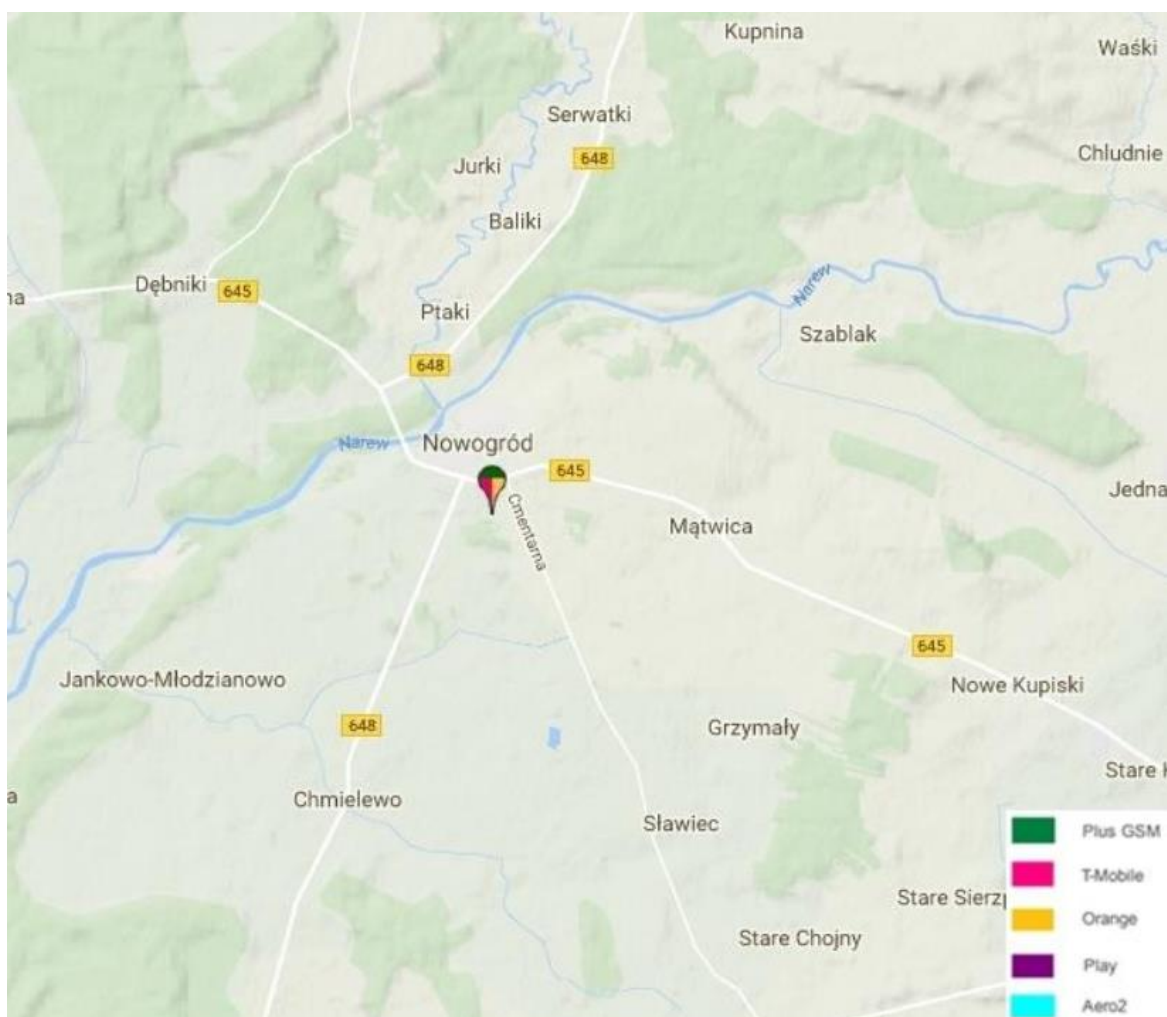 Kupnina
Waśki
Serwatki
648
Chludnie
Jurki
Baliki
Dębniki
645
na
Narew
Ptaki
Szablak
648
Narew
Nowogród
645
Cmentarna
Jedna
Mątwica
645
Jankowo-Młodzianowo
Nowe Kupiski
648
Grzymały
Stare K
a
Chmielewo
Sławiec
Plus GSM
T-Mobile
Stare Sierzp
Orange
Stare Chojny
Play
Aero2